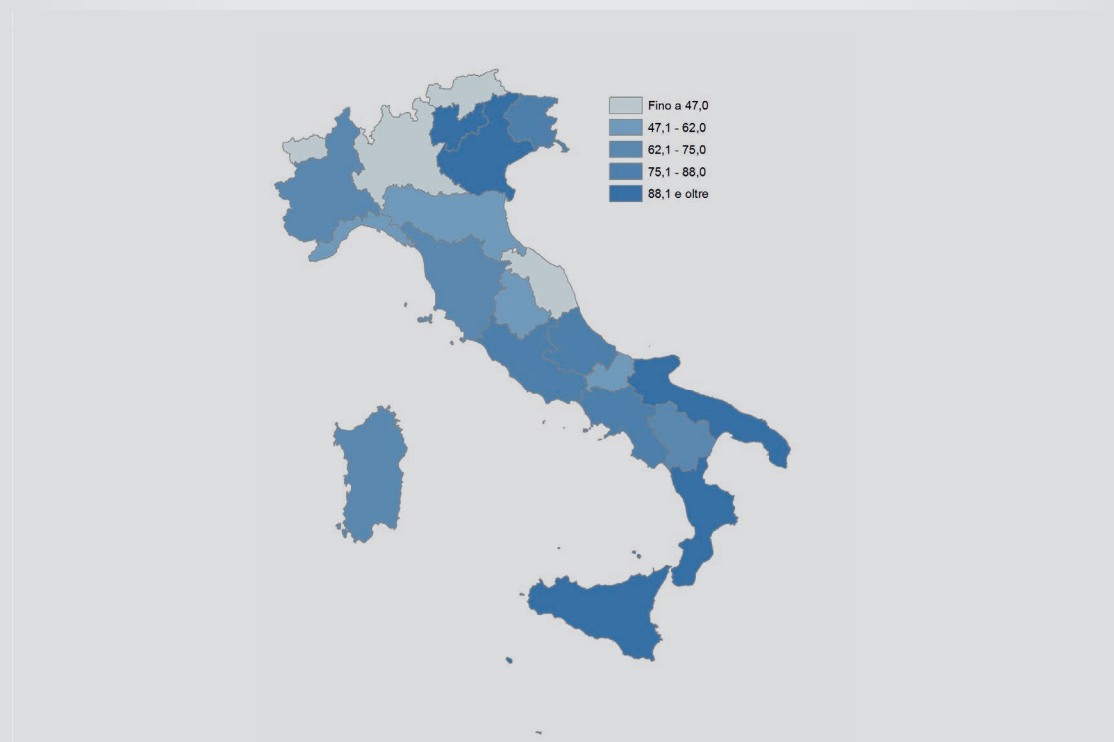 Fino a 47,0
47,1 - 62,0
62,1 - 75,0
75,1 - 88,0
88,1 e oltre